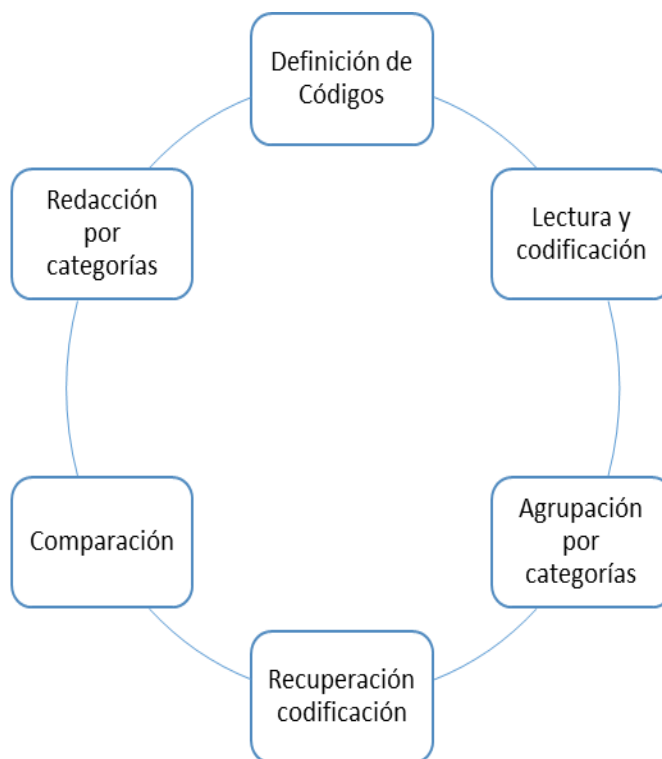 Definición de
Códigos
Lectura y
codificación
Agrupación
por
categorías
Recuperación
codificación
Comparación
Redacción
por
categorías